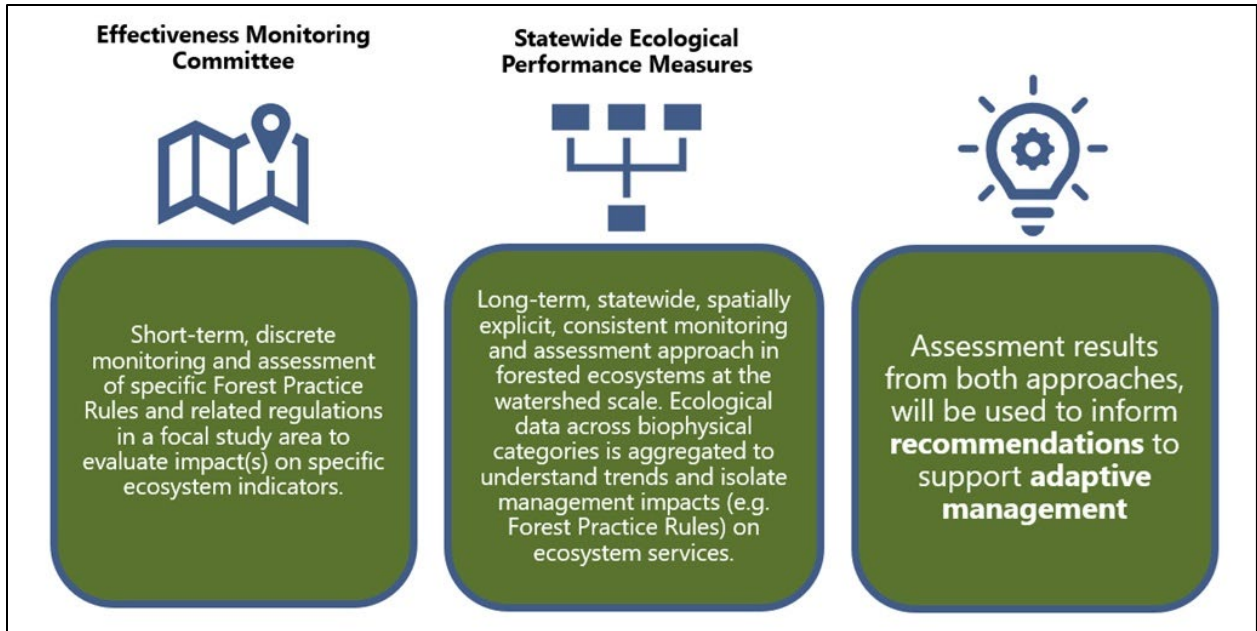 Effectiveness Monitoring
Committee
Statewide Ecological
Performance Measures
Short-term, discrete
monitoring and assessment
of specific Forest Practice
Rules and related regulations
in a focal study area to
evaluate impact(s) on specific
ecosystem indicators.
Long-term, statewide, spatially
explicit, consistent monitoring
and assessment approach in
forested ecosystems at the
watershed scale. Ecological
data across biophysical
categories is aggregated to
understand trends and isolate
management impacts (e.g.
Forest Practice Rules) on
ecosystem services.
Assessment results
from both approaches,
will be used to inform
recommendations to
support adaptive
management